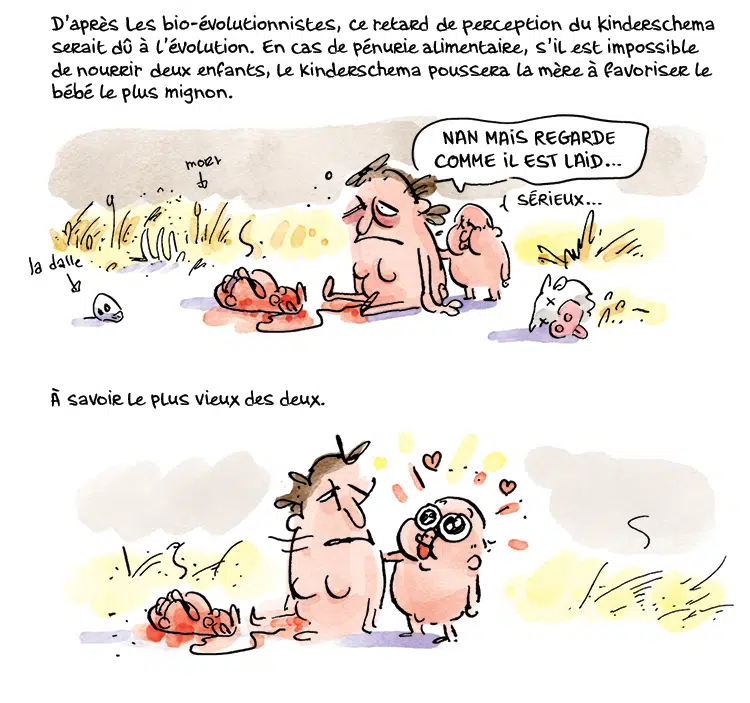 D'après les bio-évolutionnistes, ce retard de perception du Kinderschema
serait dû à l'évolution. En cas de pénurie alimentaire, s'il est impossible
de nourrir deux enfants, le Kinderschema poussera la mère à favoriser le
bébé le plus mignon.
NAN MAIS REGARDE
COMME IL EST LAID...
mort
SÉRIEUX...
la dalle
À savoir le plus vieux des deux.